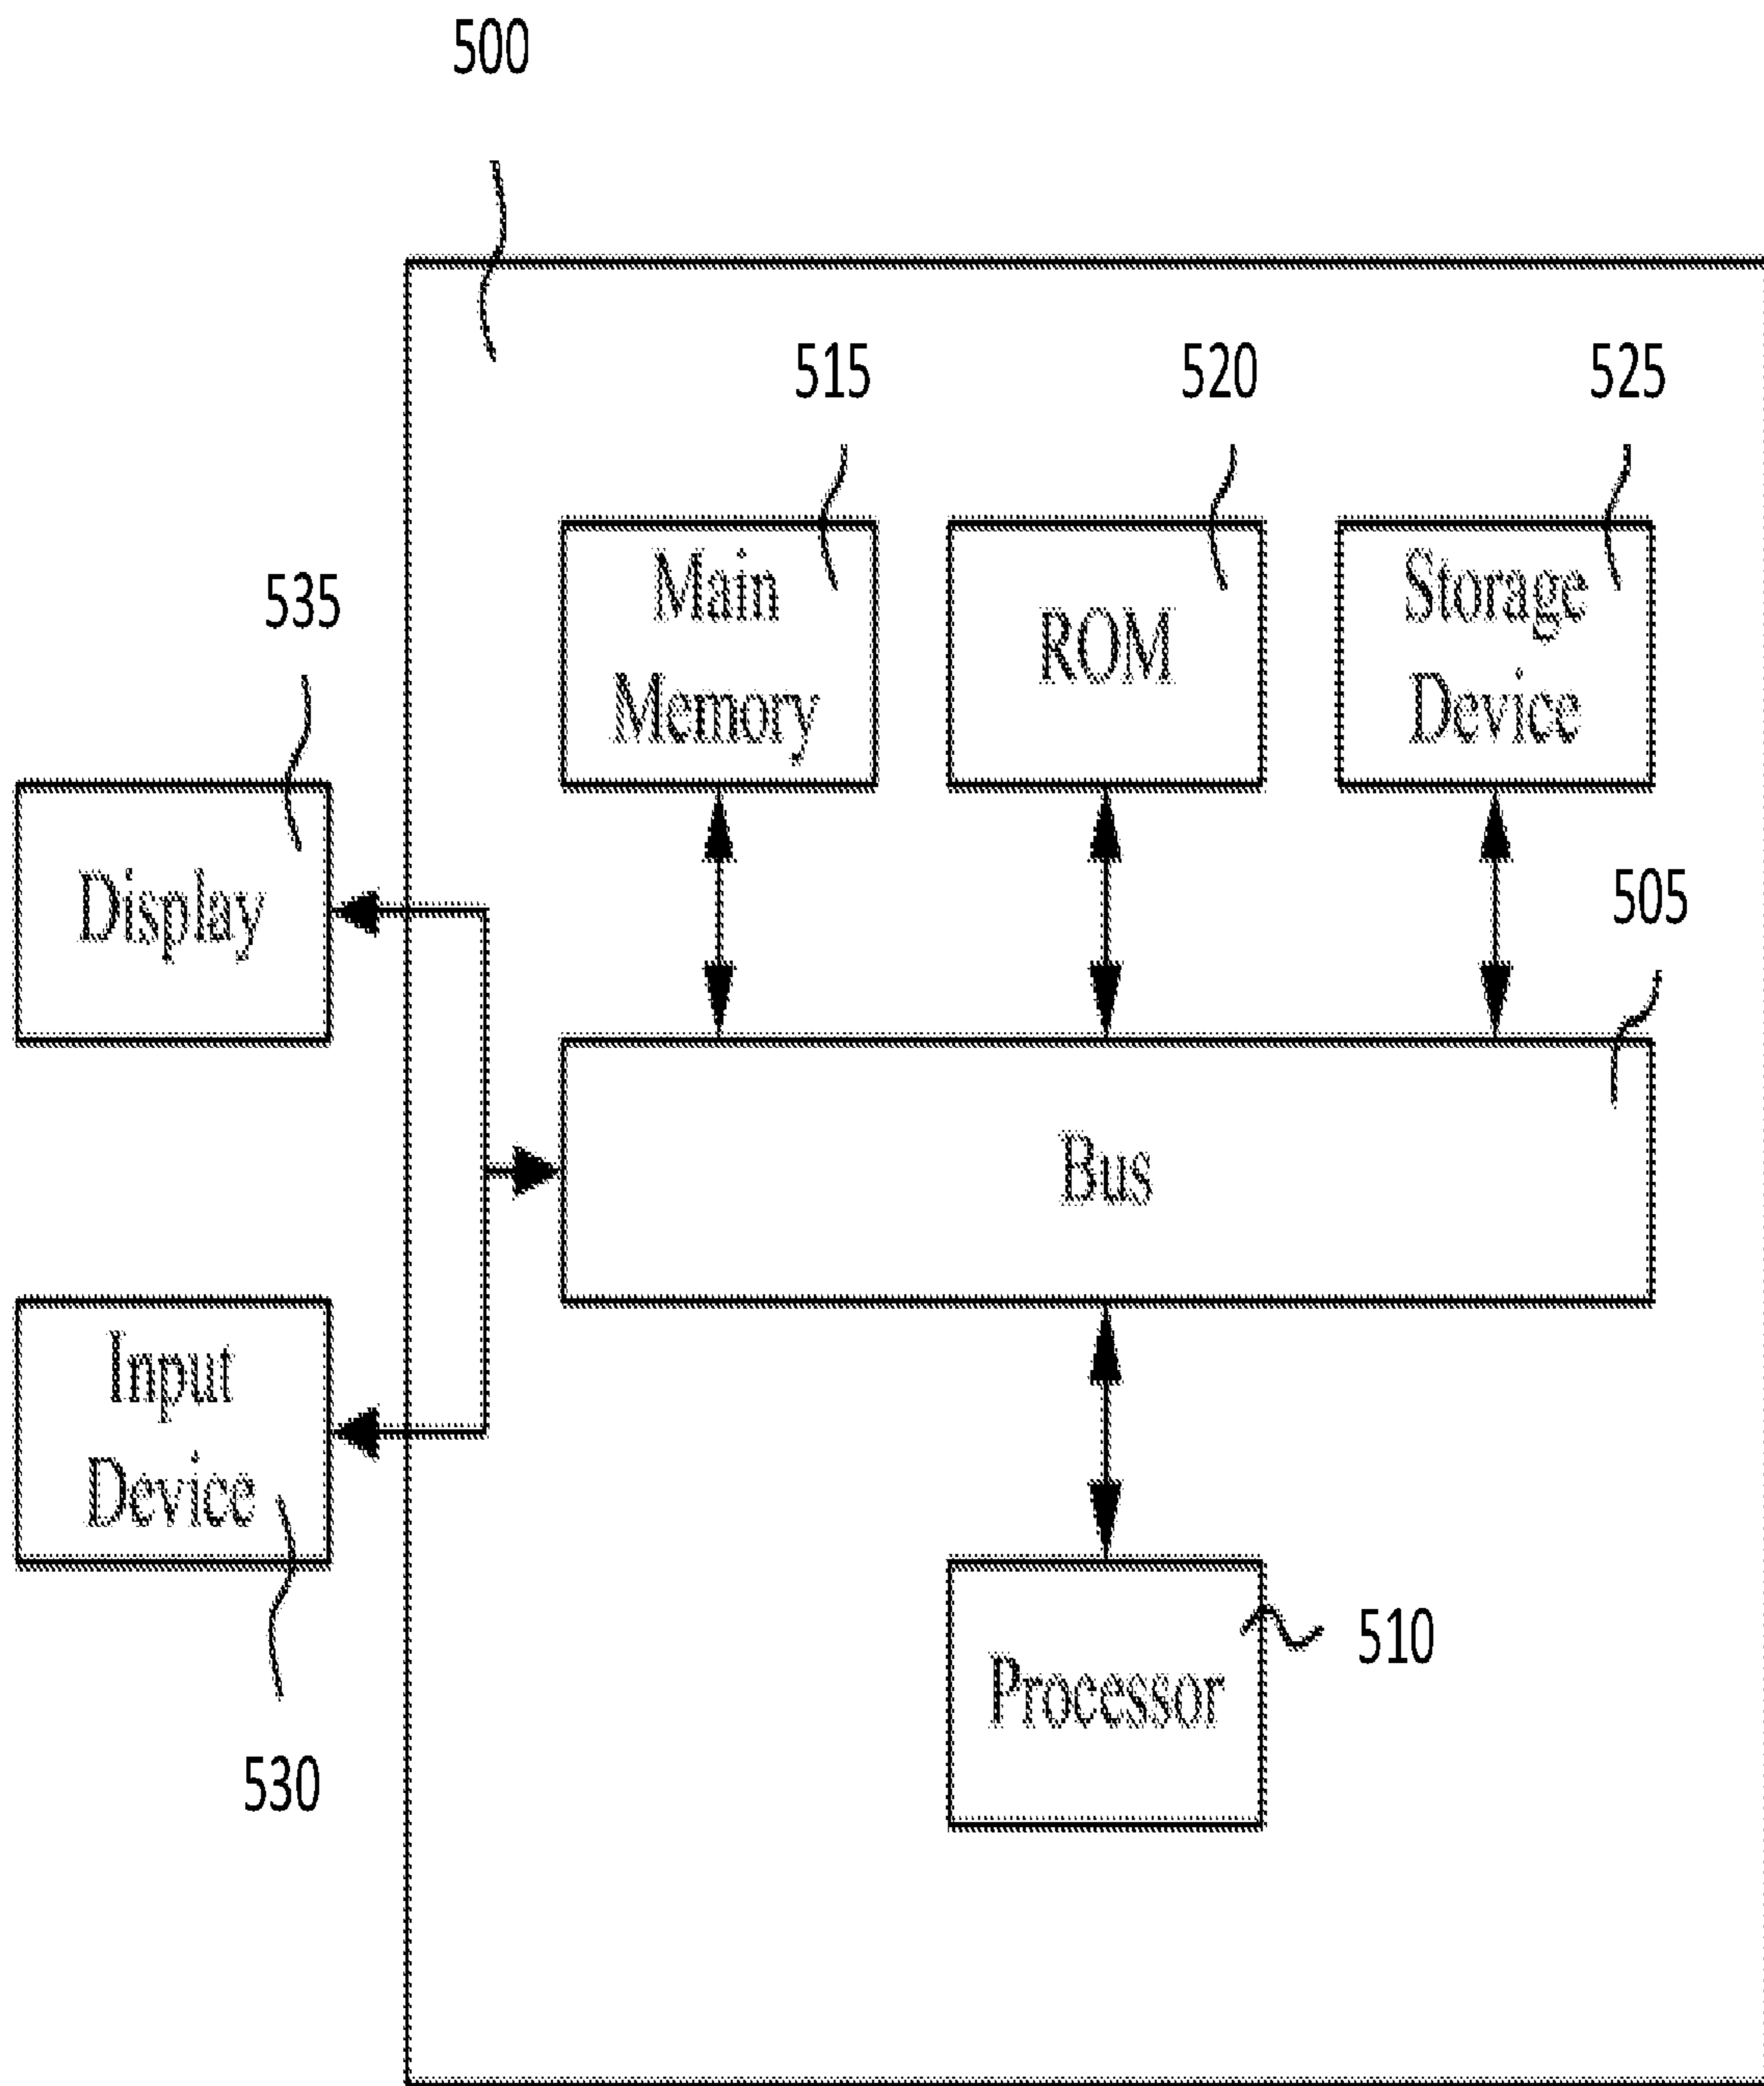 500
515
520
525
Main
Memory
ROM
Storage
Device
535
Display
505
Bus
Input
Device
530
510
Processor